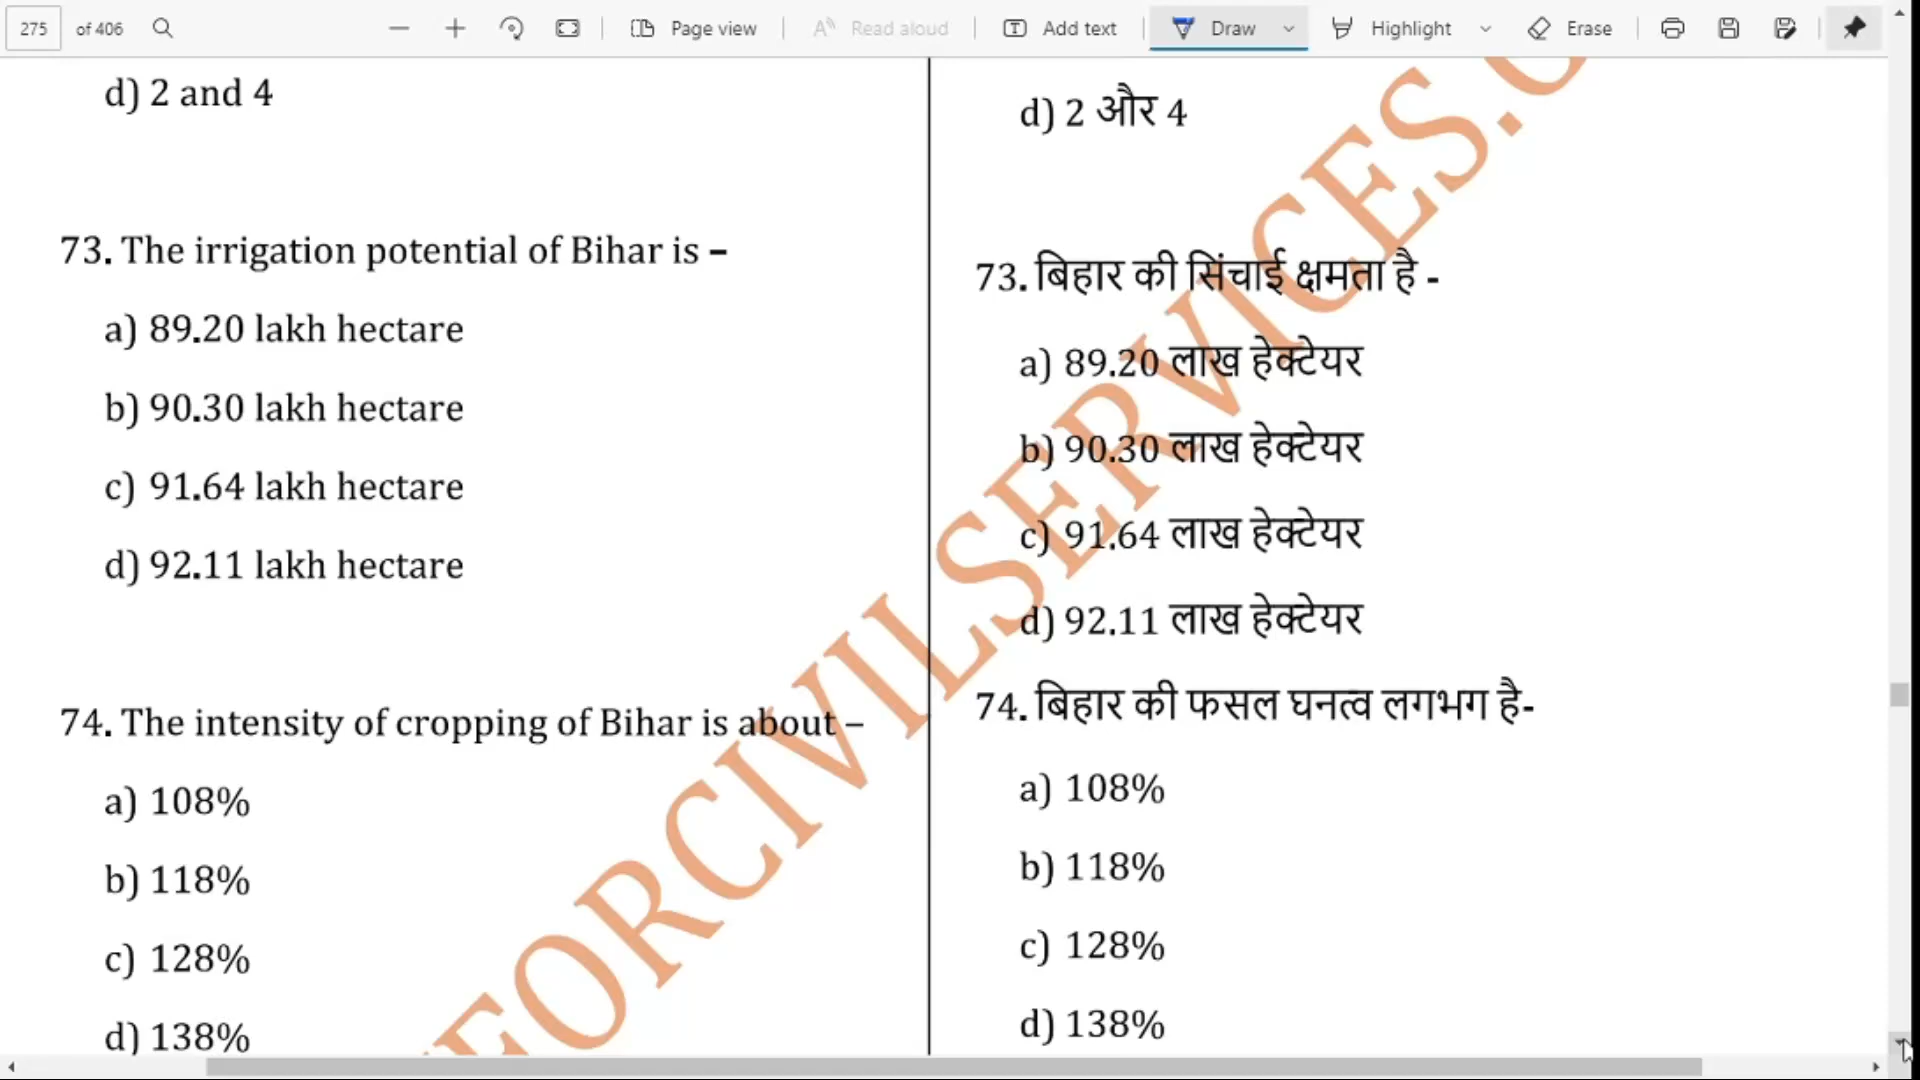 275 of 406 Page view Read aloud Add text Draw Highlight Erase
d) 2 and 4
73. The irrigation potential of Bihar is –
a) 89.20 lakh hectare
b) 90.30 lakh hectare
c) 91.64 lakh hectare
d) 92.11 lakh hectare
74. The intensity of cropping of Bihar is about –
a) 108%
b) 118%
c) 128%
d) 138%
d) 2 और 4
73. बिहार की सिंचाई क्षमता है -
a) 89.20 लाख हेक्टेयर
b) 90.30 लाख हेक्टेयर
c) 91.64 लाख हेक्टेयर
d) 92.11 लाख हेक्टेयर
74. बिहार की फसल घनत्व लगभग है-
a) 108%
b) 118%
c) 128%
d) 138%
FORCIVILSERVICES.